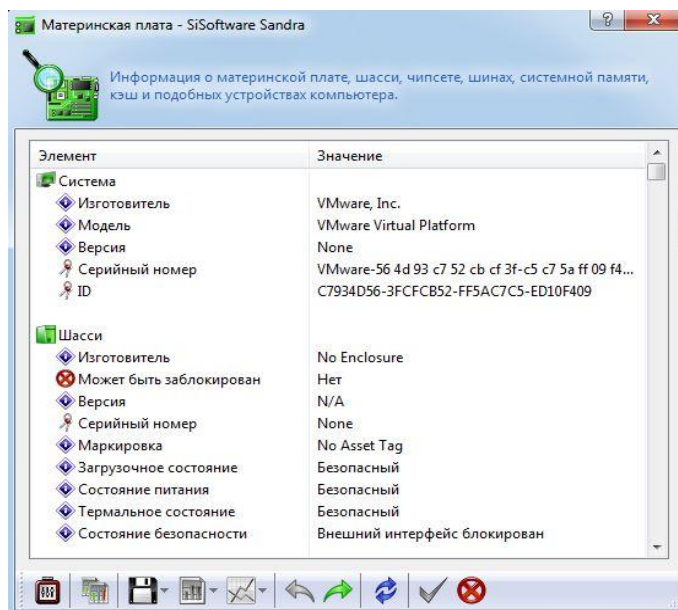 Материнская плата - SiSoftware Sandra
Информация о материнской плате, шасси, чипсете, шинах, системной памяти,
кэш и подобных устройствах компьютера.
Элемент Значение
Система
Изготовитель VMware, Inc.
Модель VMware Virtual Platform
Версия None
Серийный номер VMware-56 4d 93 c7 52 cb cf 3f-c5 c7 5a ff 09 f4...
ID C7934D56-3FCFCB52-FF5AC7C5-ED10F409
Шасси
Изготовитель No Enclosure
Может быть заблокирован Нет
Версия N/A
Серийный номер None
Маркировка No Asset Tag
Загрузочное состояние Безопасный
Состояние питания Безопасный
Термальное состояние Безопасный
Состояние безопасности Внешний интерфейс блокирован